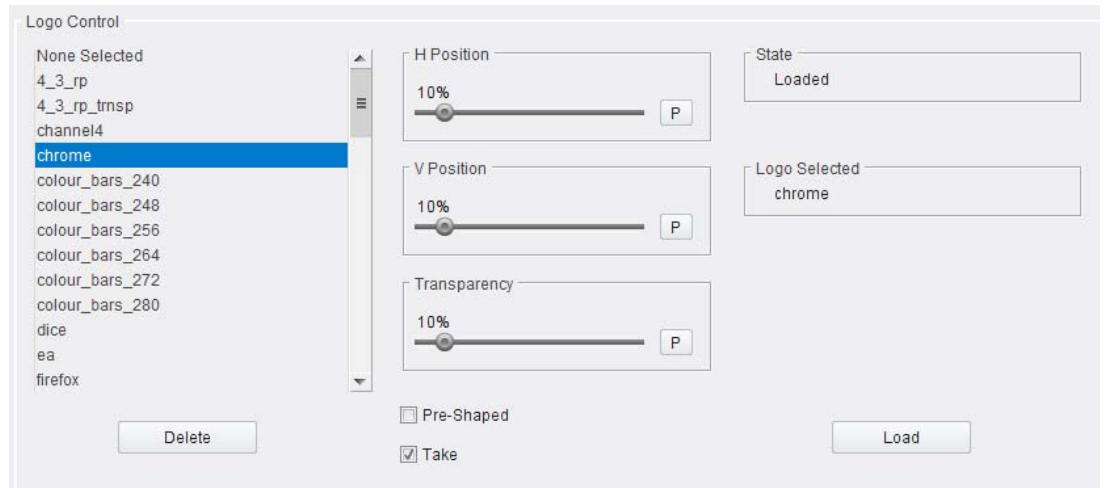 Logo Control
None Selected
4_3_rp
4_3_rp_trnsp
channel4
chrome
colour_bars_240
colour_bars_248
colour_bars_256
colour_bars_264
colour_bars_272
colour_bars_280
dice
ea
firefox
Delete
H Position
10%
P
V Position
10%
P
Transparency
10%
P
Pre-Shaped
Take
State
Loaded
Logo Selected
chrome
Load